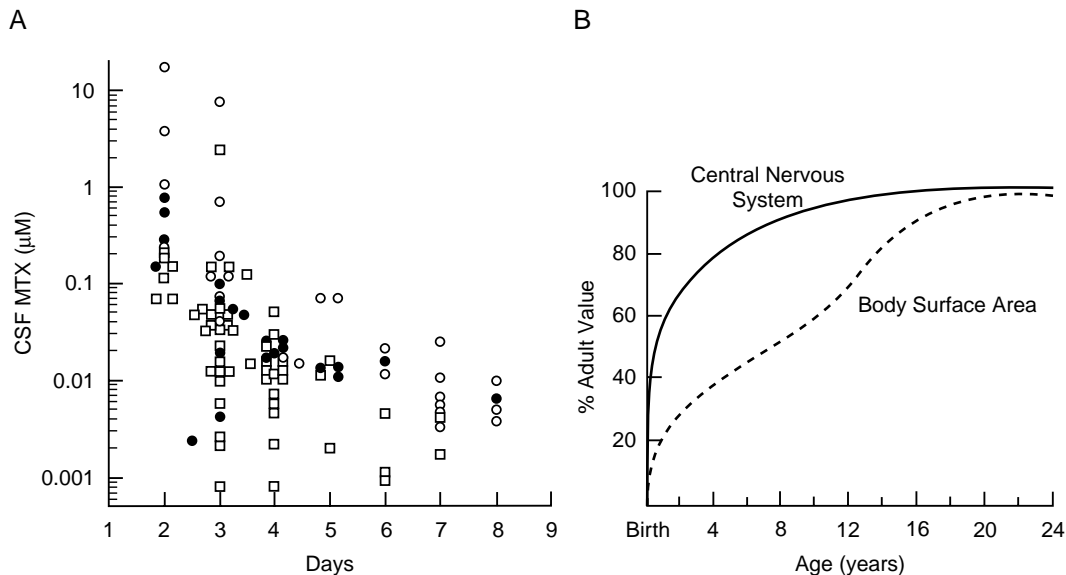 A
10
1
0.1
0.01
0.001
CSF MTX (μM)
1 2 3 4 5 6 7 8 9
Days
B
100
80
60
40
20
% Adult Value
Central Nervous
System
Body Surface Area
Birth 4 8 12 16 20 24
Age (years)